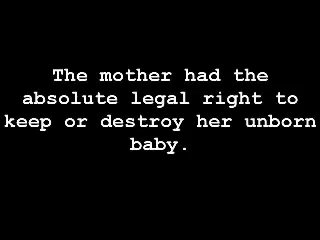 The mother had the
absolute legal right to
keep or destroy her unborn
baby.